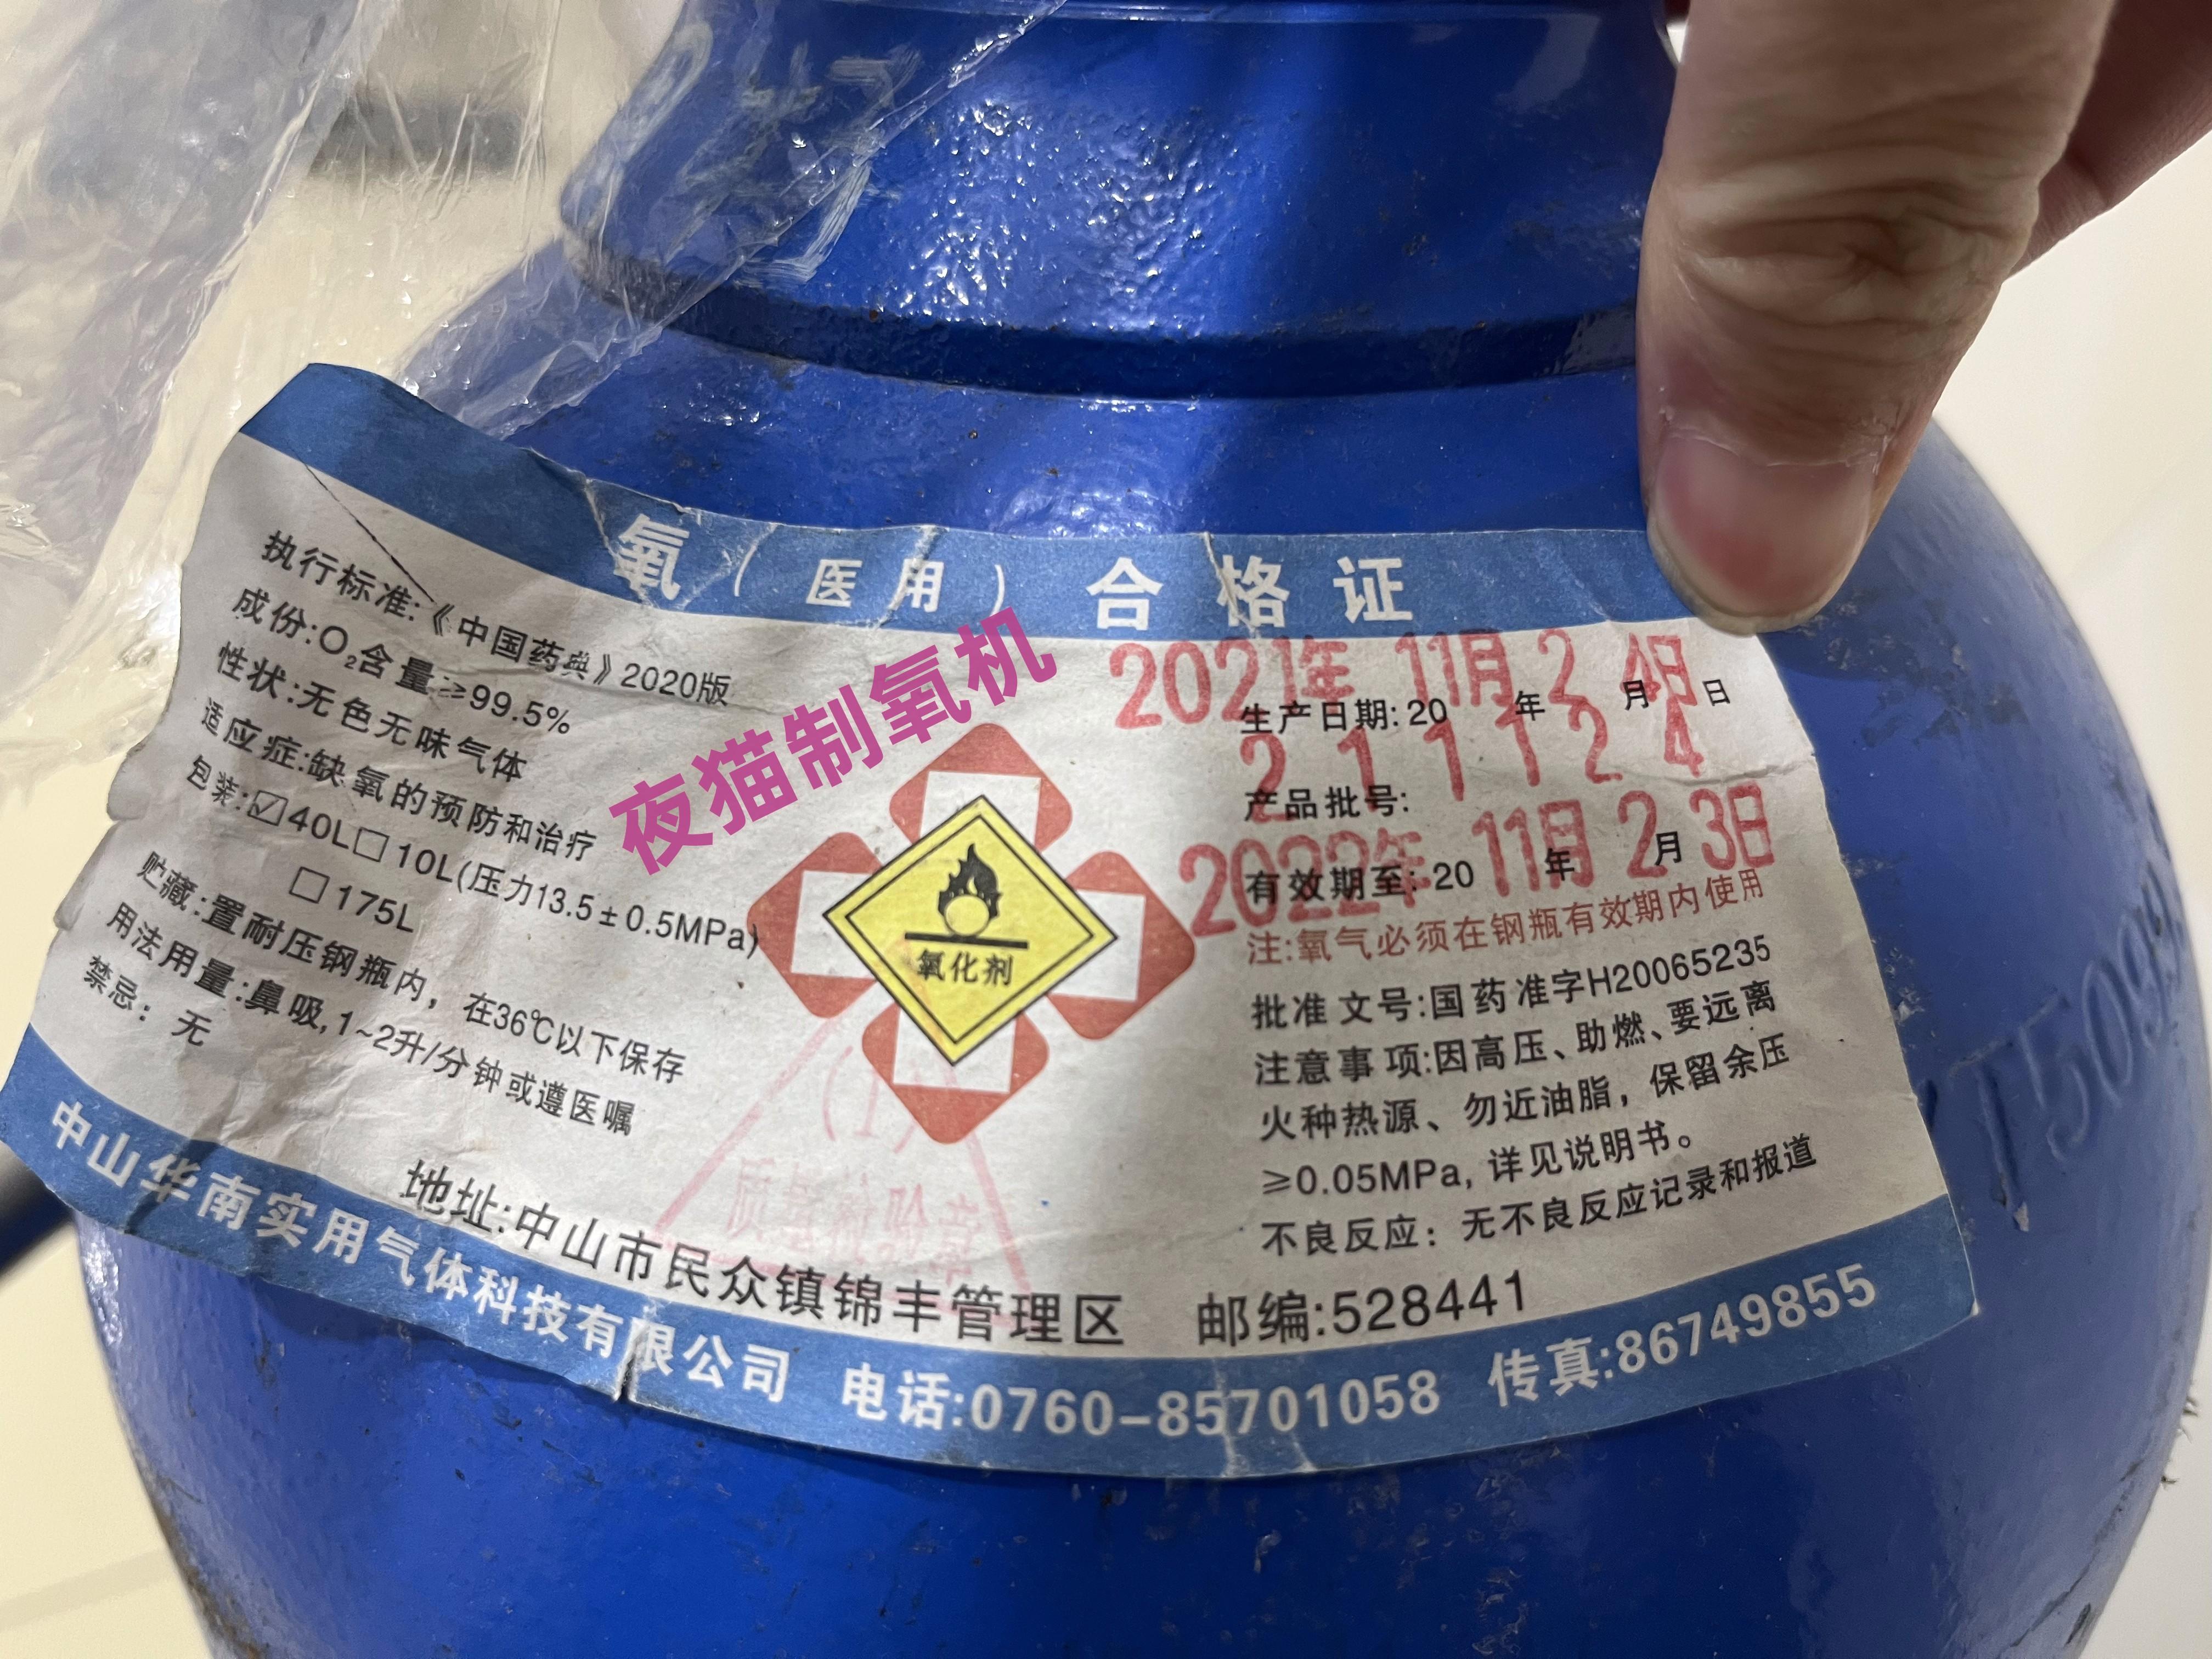 氧（医用）合格证
执行标准:《中国药典》2020版
成份:O₂含量:≥99.5%
性状:无色无味气体
适应症:缺氧的预防和治疗
包装:☑40L□10L(压力13.5±0.5MPa)
□175L
贮藏:置耐压钢瓶内，在36℃以下保存
用法用量:鼻吸,1~2升/分钟或遵医嘱
禁忌：无
夜猫制氧机
氧化剂
(1)
质量检验章
2021年 11月24日
生产日期:20 年 月 日
211124
产品批号:
2022年 11月23日
有效期至:20 年 月
注:氧气必须在钢瓶有效期内使用
批准文号:国药准字H20065235
注意事项:因高压、助燃、要远离
火种热源、勿近油脂，保留余压
≥0.05MPa,详见说明书。
不良反应：无不良反应记录和报道
地址:中山市民众镇锦丰管理区 邮编:528441
中山华南实用气体科技有限公司 电话:0760-85701058 传真:86749855